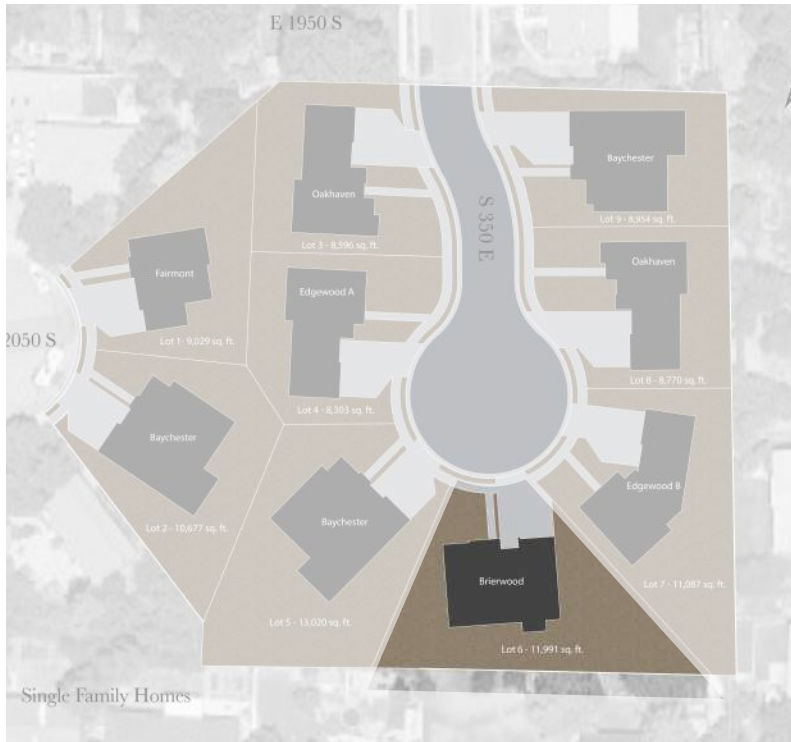 E 1950 S
Baychester
Oakhaven
Lot 9 - 8,954 sq. ft.
S 350 E
Lot 3 - 8,996 sq. ft.
Oakhaven
Fairmont
Edgewood A
2050 S
Lot 1- 9,029 sq. ft.
Lot 8 - 8,770 sq. ft.
Lot 4 - 8,303 sq. ft.
Baychester
Edgewood B
Baychester
Lot 2 - 10,677 sq. ft.
Brierwood
Lot 7 - 11,087 sq. ft.
Lot 5 - 13,020 sq. ft.
Lot 6 - 11,991 sq. ft.
Single Family Homes